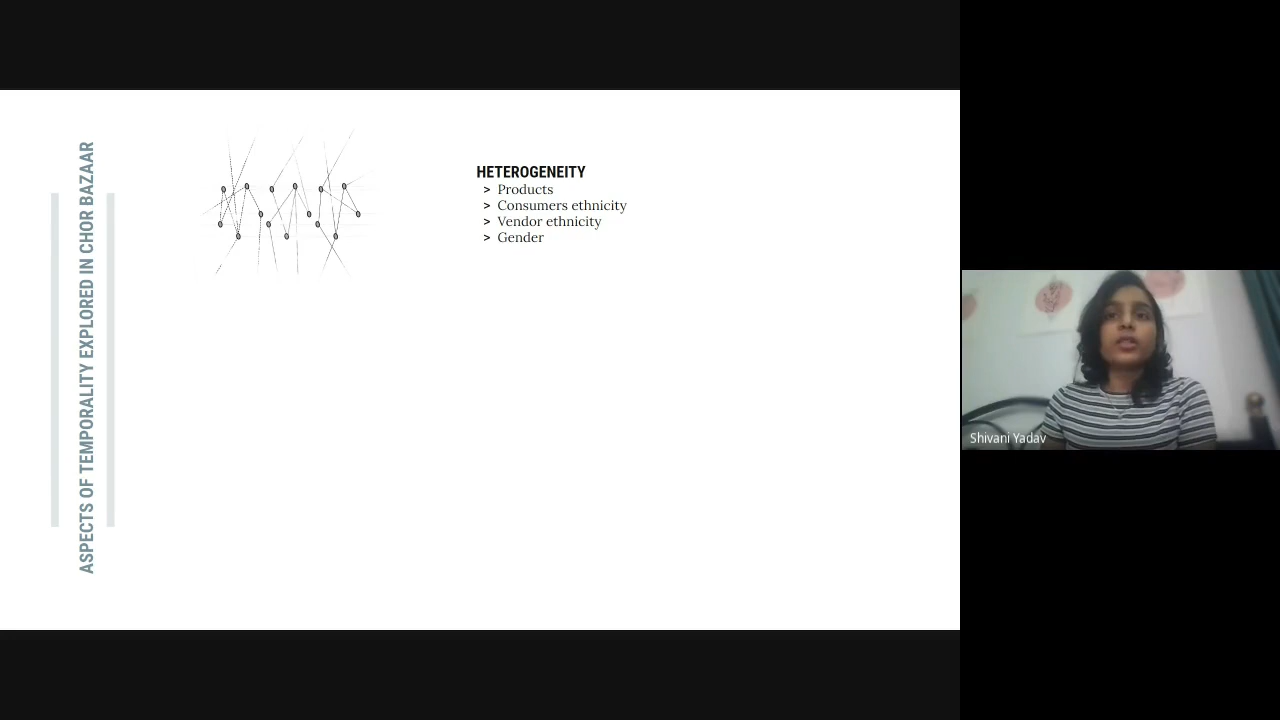 ASPECTS OF TEMPORALITY EXPLORED IN CHOR BAZAAR
HETEROGENEITY
> Products
> Consumers ethnicity
> Vendor ethnicity
> Gender
Shivani Yadav